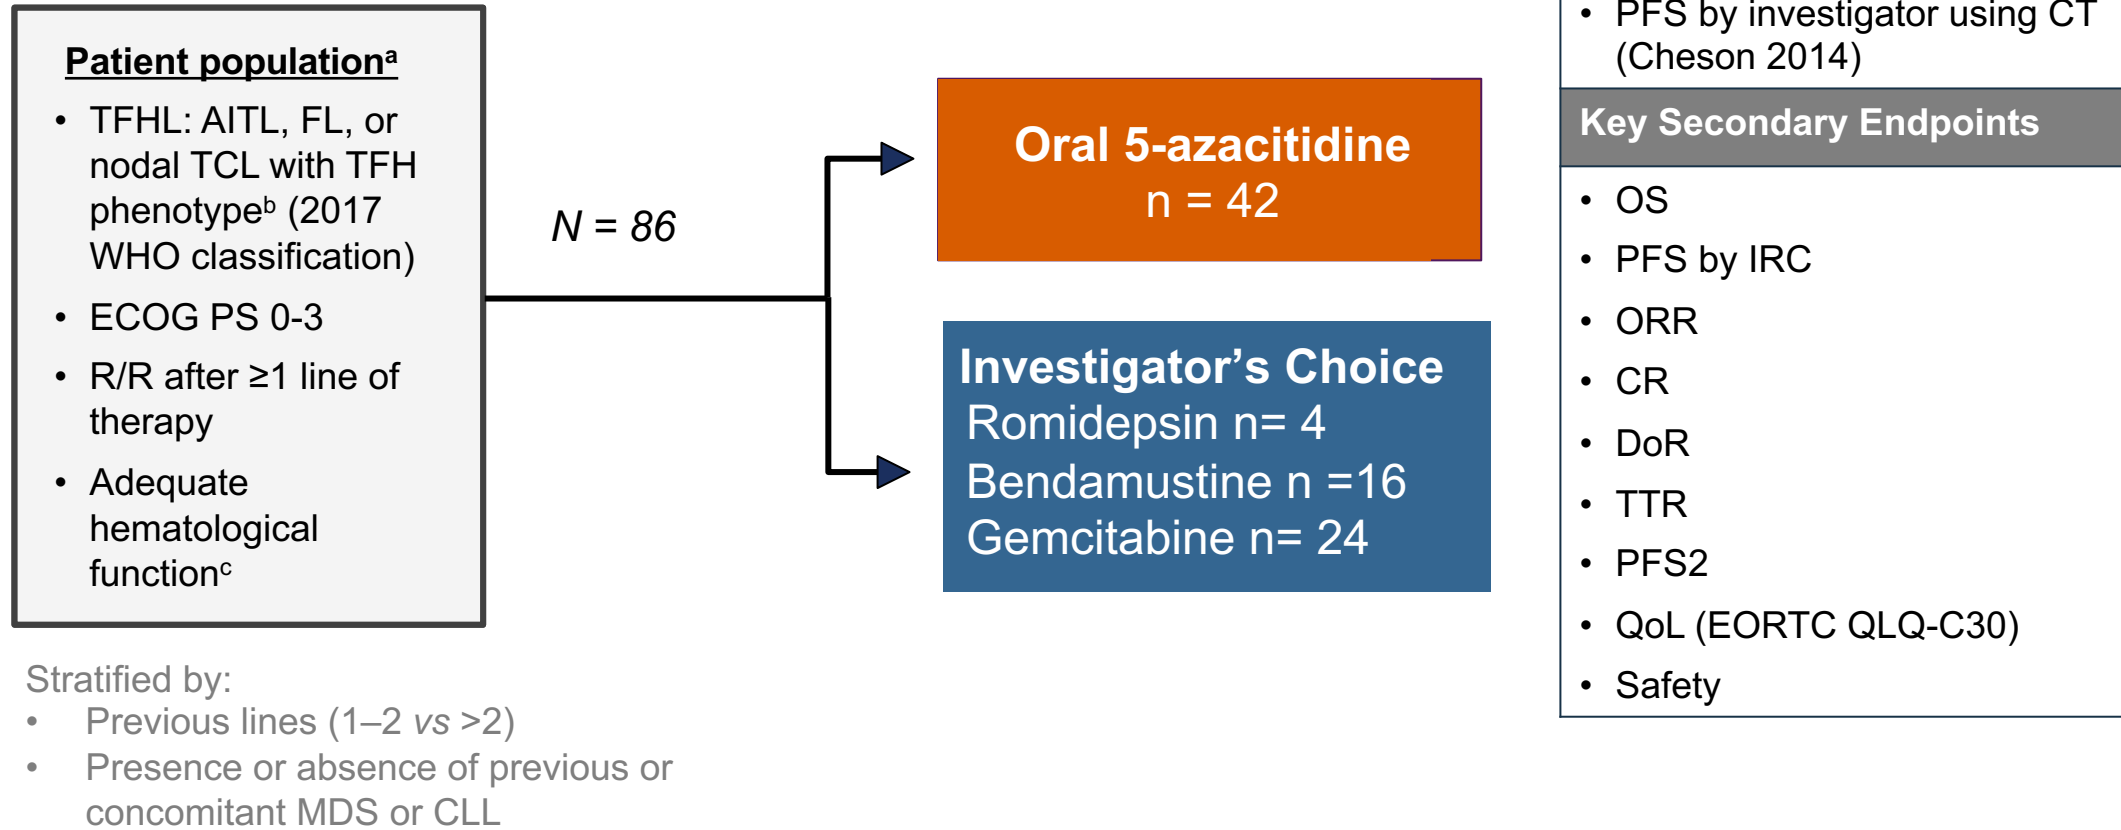 Patient populationᵃ
• TFHL: AITL, FL, or
nodal TCL with TFH
phenotypeᵇ (2017
WHO classification)
• ECOG PS 0-3
• R/R after ≥1 line of
therapy
• Adequate
hematological
functionᶜ
Stratified by:
• Previous lines (1–2 vs >2)
• Presence or absence of previous or
concomitant MDS or CLL
N = 86
Oral 5-azacitidine
n = 42
Investigator’s Choice
Romidepsin n= 4
Bendamustine n =16
Gemcitabine n= 24
• PFS by investigator using CT
(Cheson 2014)
Key Secondary Endpoints
• OS
• PFS by IRC
• ORR
• CR
• DoR
• TTR
• PFS2
• QoL (EORTC QLQ-C30)
• Safety